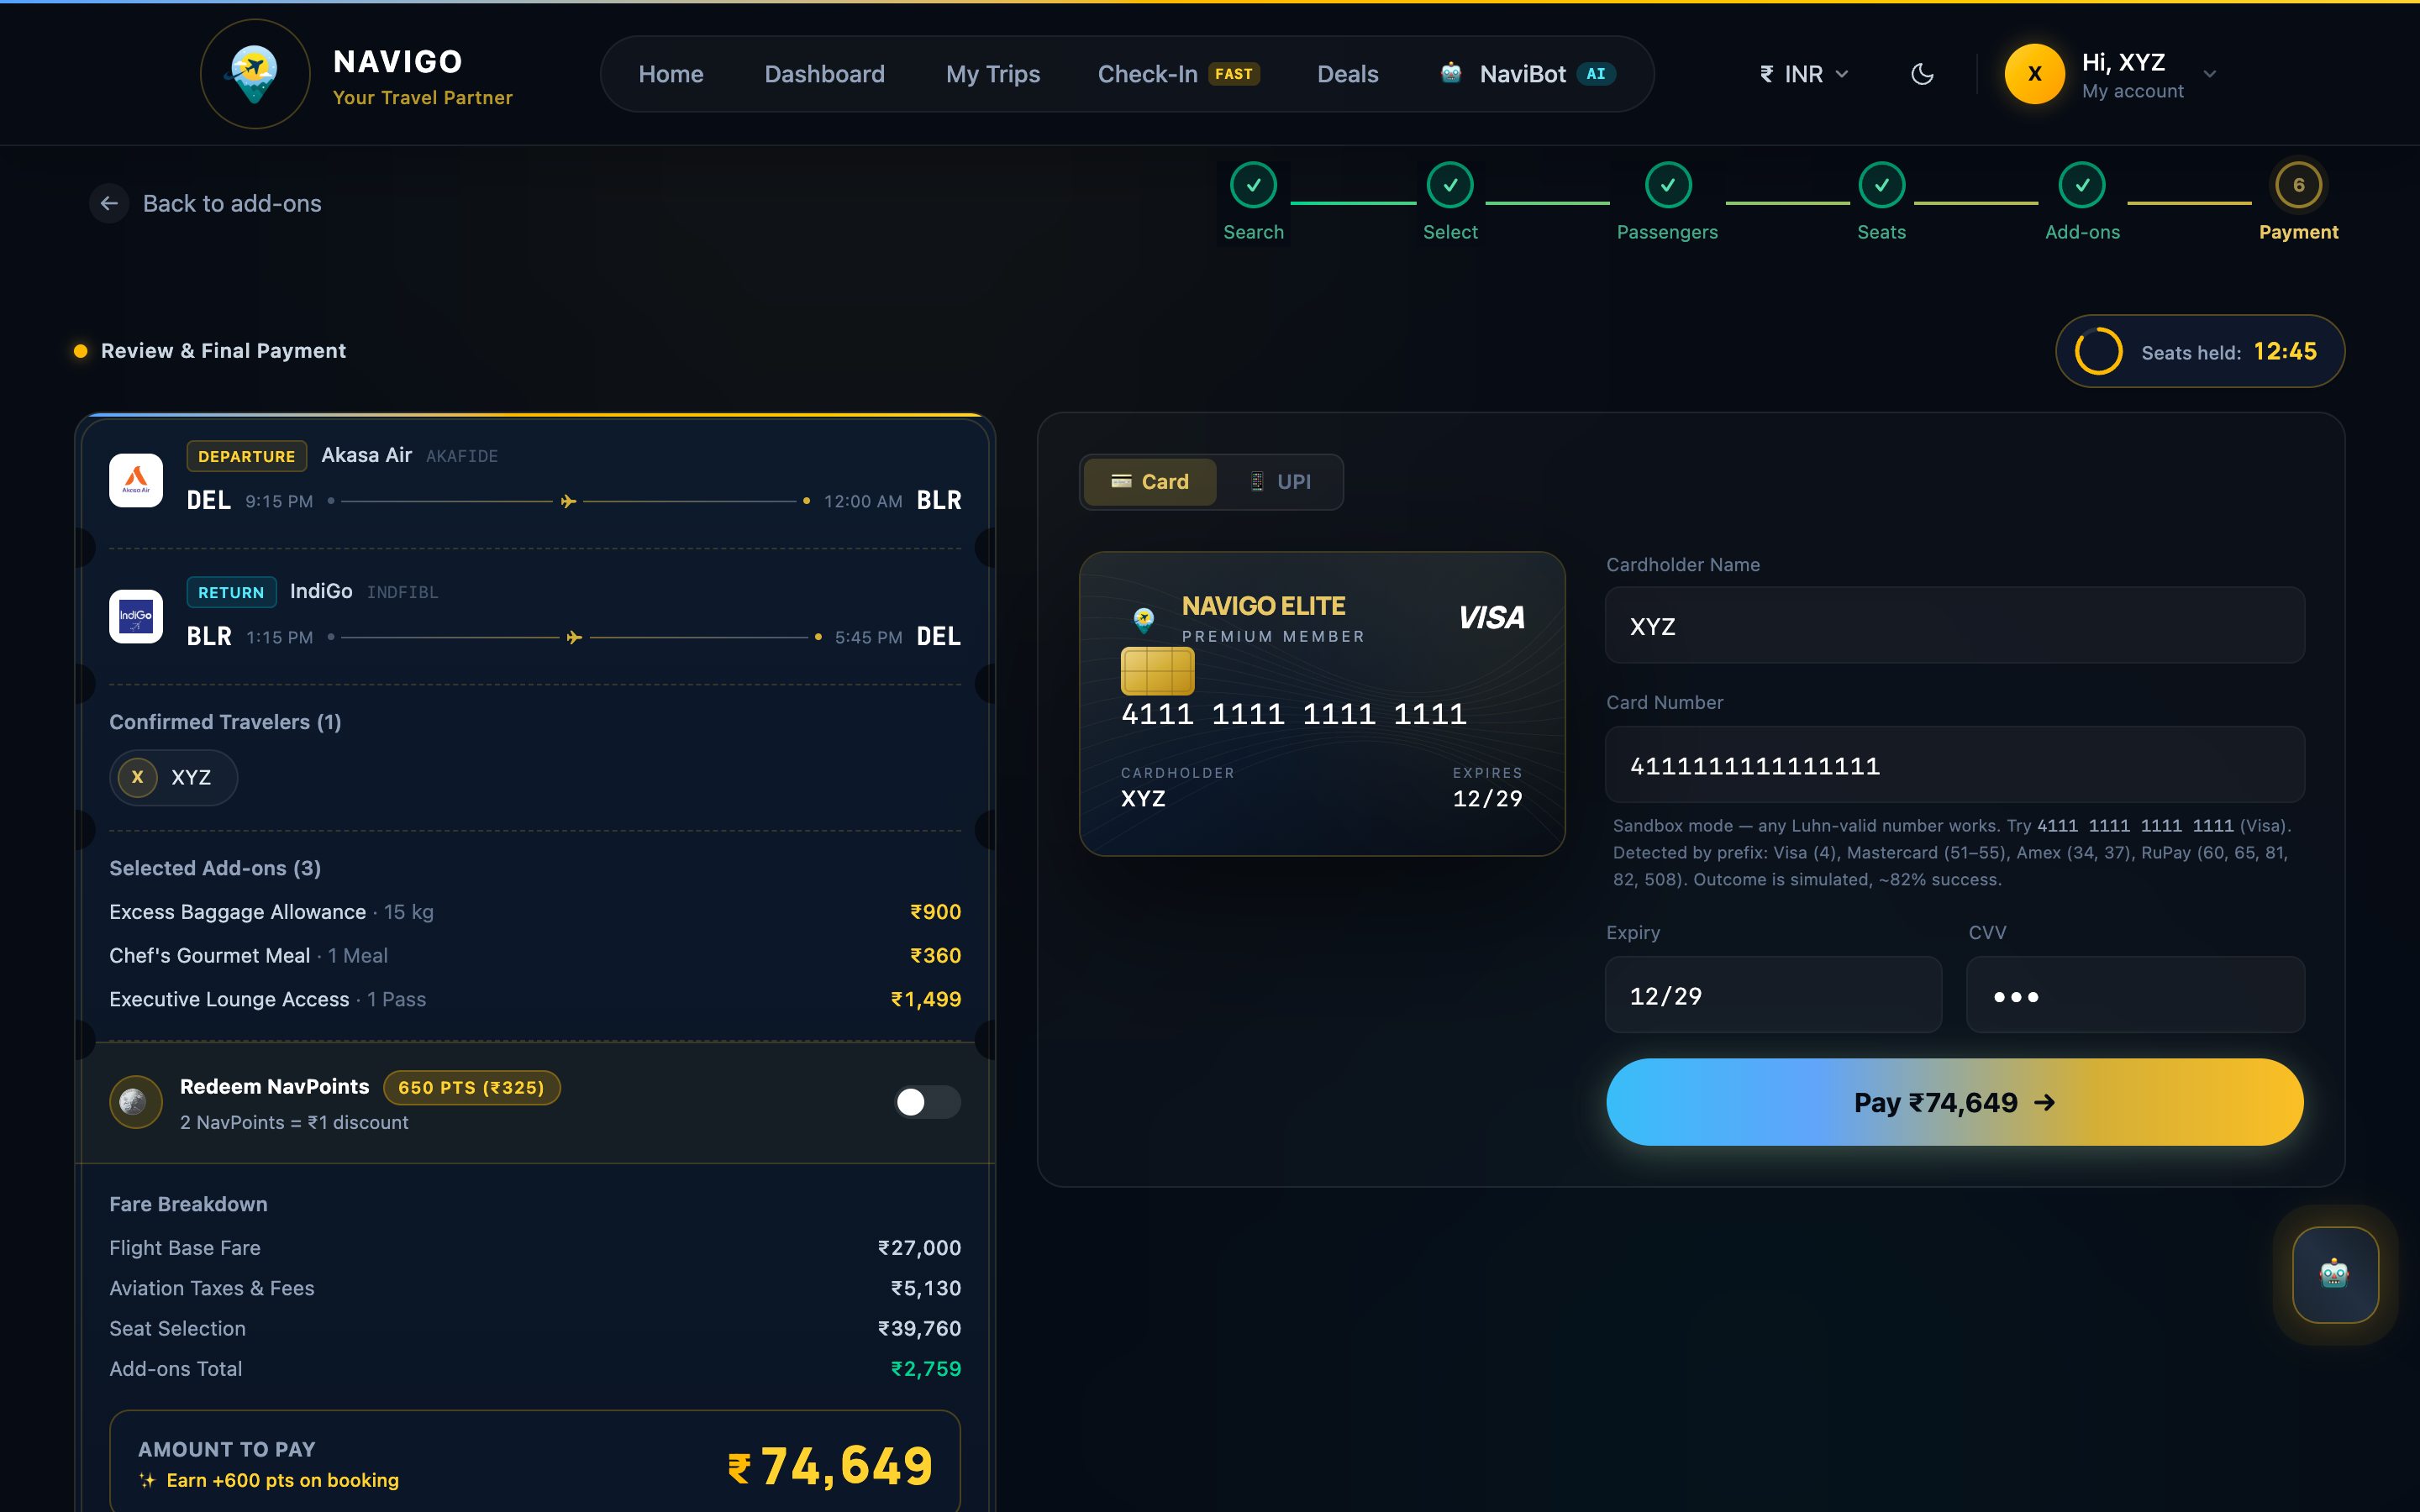 NAVIGO
Your Travel Partner
Home
Dashboard
My Trips
Check-In FAST
Deals
NaviBot AI
₹ INR
X
Hi, XYZ
My account
Back to add-ons
Search
Select
Passengers
Seats
Add-ons
6
Payment
Review & Final Payment
Seats held: 12:45
Akasa Air
DEPARTURE Akasa Air AKAFIDE
DEL 9:15 PM 12:00 AM BLR
IndiGo
RETURN IndiGo INDFIBL
BLR 1:15 PM 5:45 PM DEL
Confirmed Travelers (1)
X XYZ
Selected Add-ons (3)
Excess Baggage Allowance · 15 kg ₹900
Chef's Gourmet Meal · 1 Meal ₹360
Executive Lounge Access · 1 Pass ₹1,499
Redeem NavPoints 650 PTS (₹325)
2 NavPoints = ₹1 discount
Fare Breakdown
Flight Base Fare ₹27,000
Aviation Taxes & Fees ₹5,130
Seat Selection ₹39,760
Add-ons Total ₹2,759
AMOUNT TO PAY
Earn +600 pts on booking
₹74,649
Card
UPI
NAVIGO ELITE
PREMIUM MEMBER
VISA
4111 1111 1111 1111
CARDHOLDER EXPIRES
XYZ 12/29
Cardholder Name
XYZ
Card Number
4111111111111111
Sandbox mode — any Luhn-valid number works. Try 4111 1111 1111 1111 (Visa).
Detected by prefix: Visa (4), Mastercard (51–55), Amex (34, 37), RuPay (60, 65, 81,
82, 508). Outcome is simulated, ~82% success.
Expiry CVV
12/29 •••
Pay ₹74,649 →